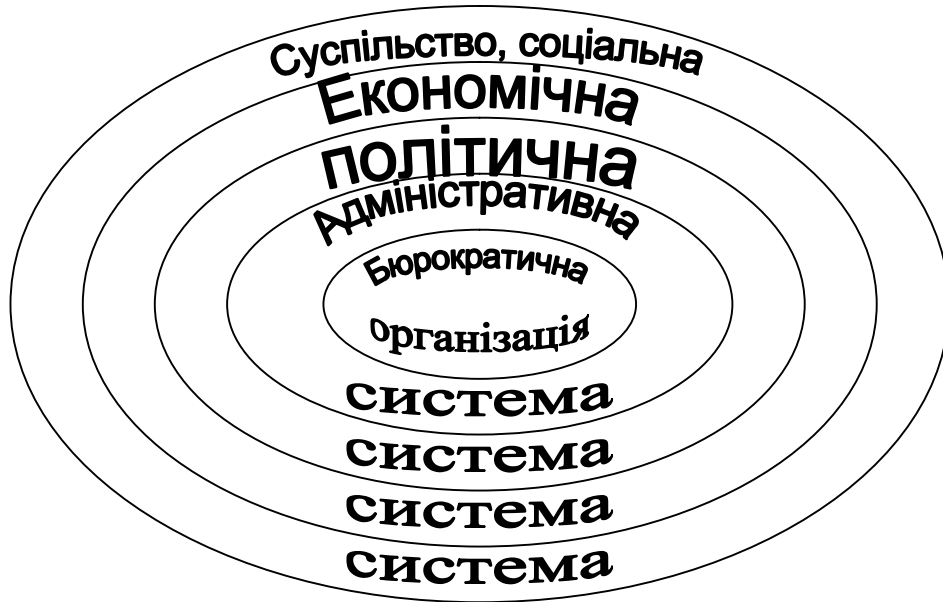 Суспільство, соціальна
Економічна
політична
Адміністративна
Бюрократична
організація
система
система
система
система